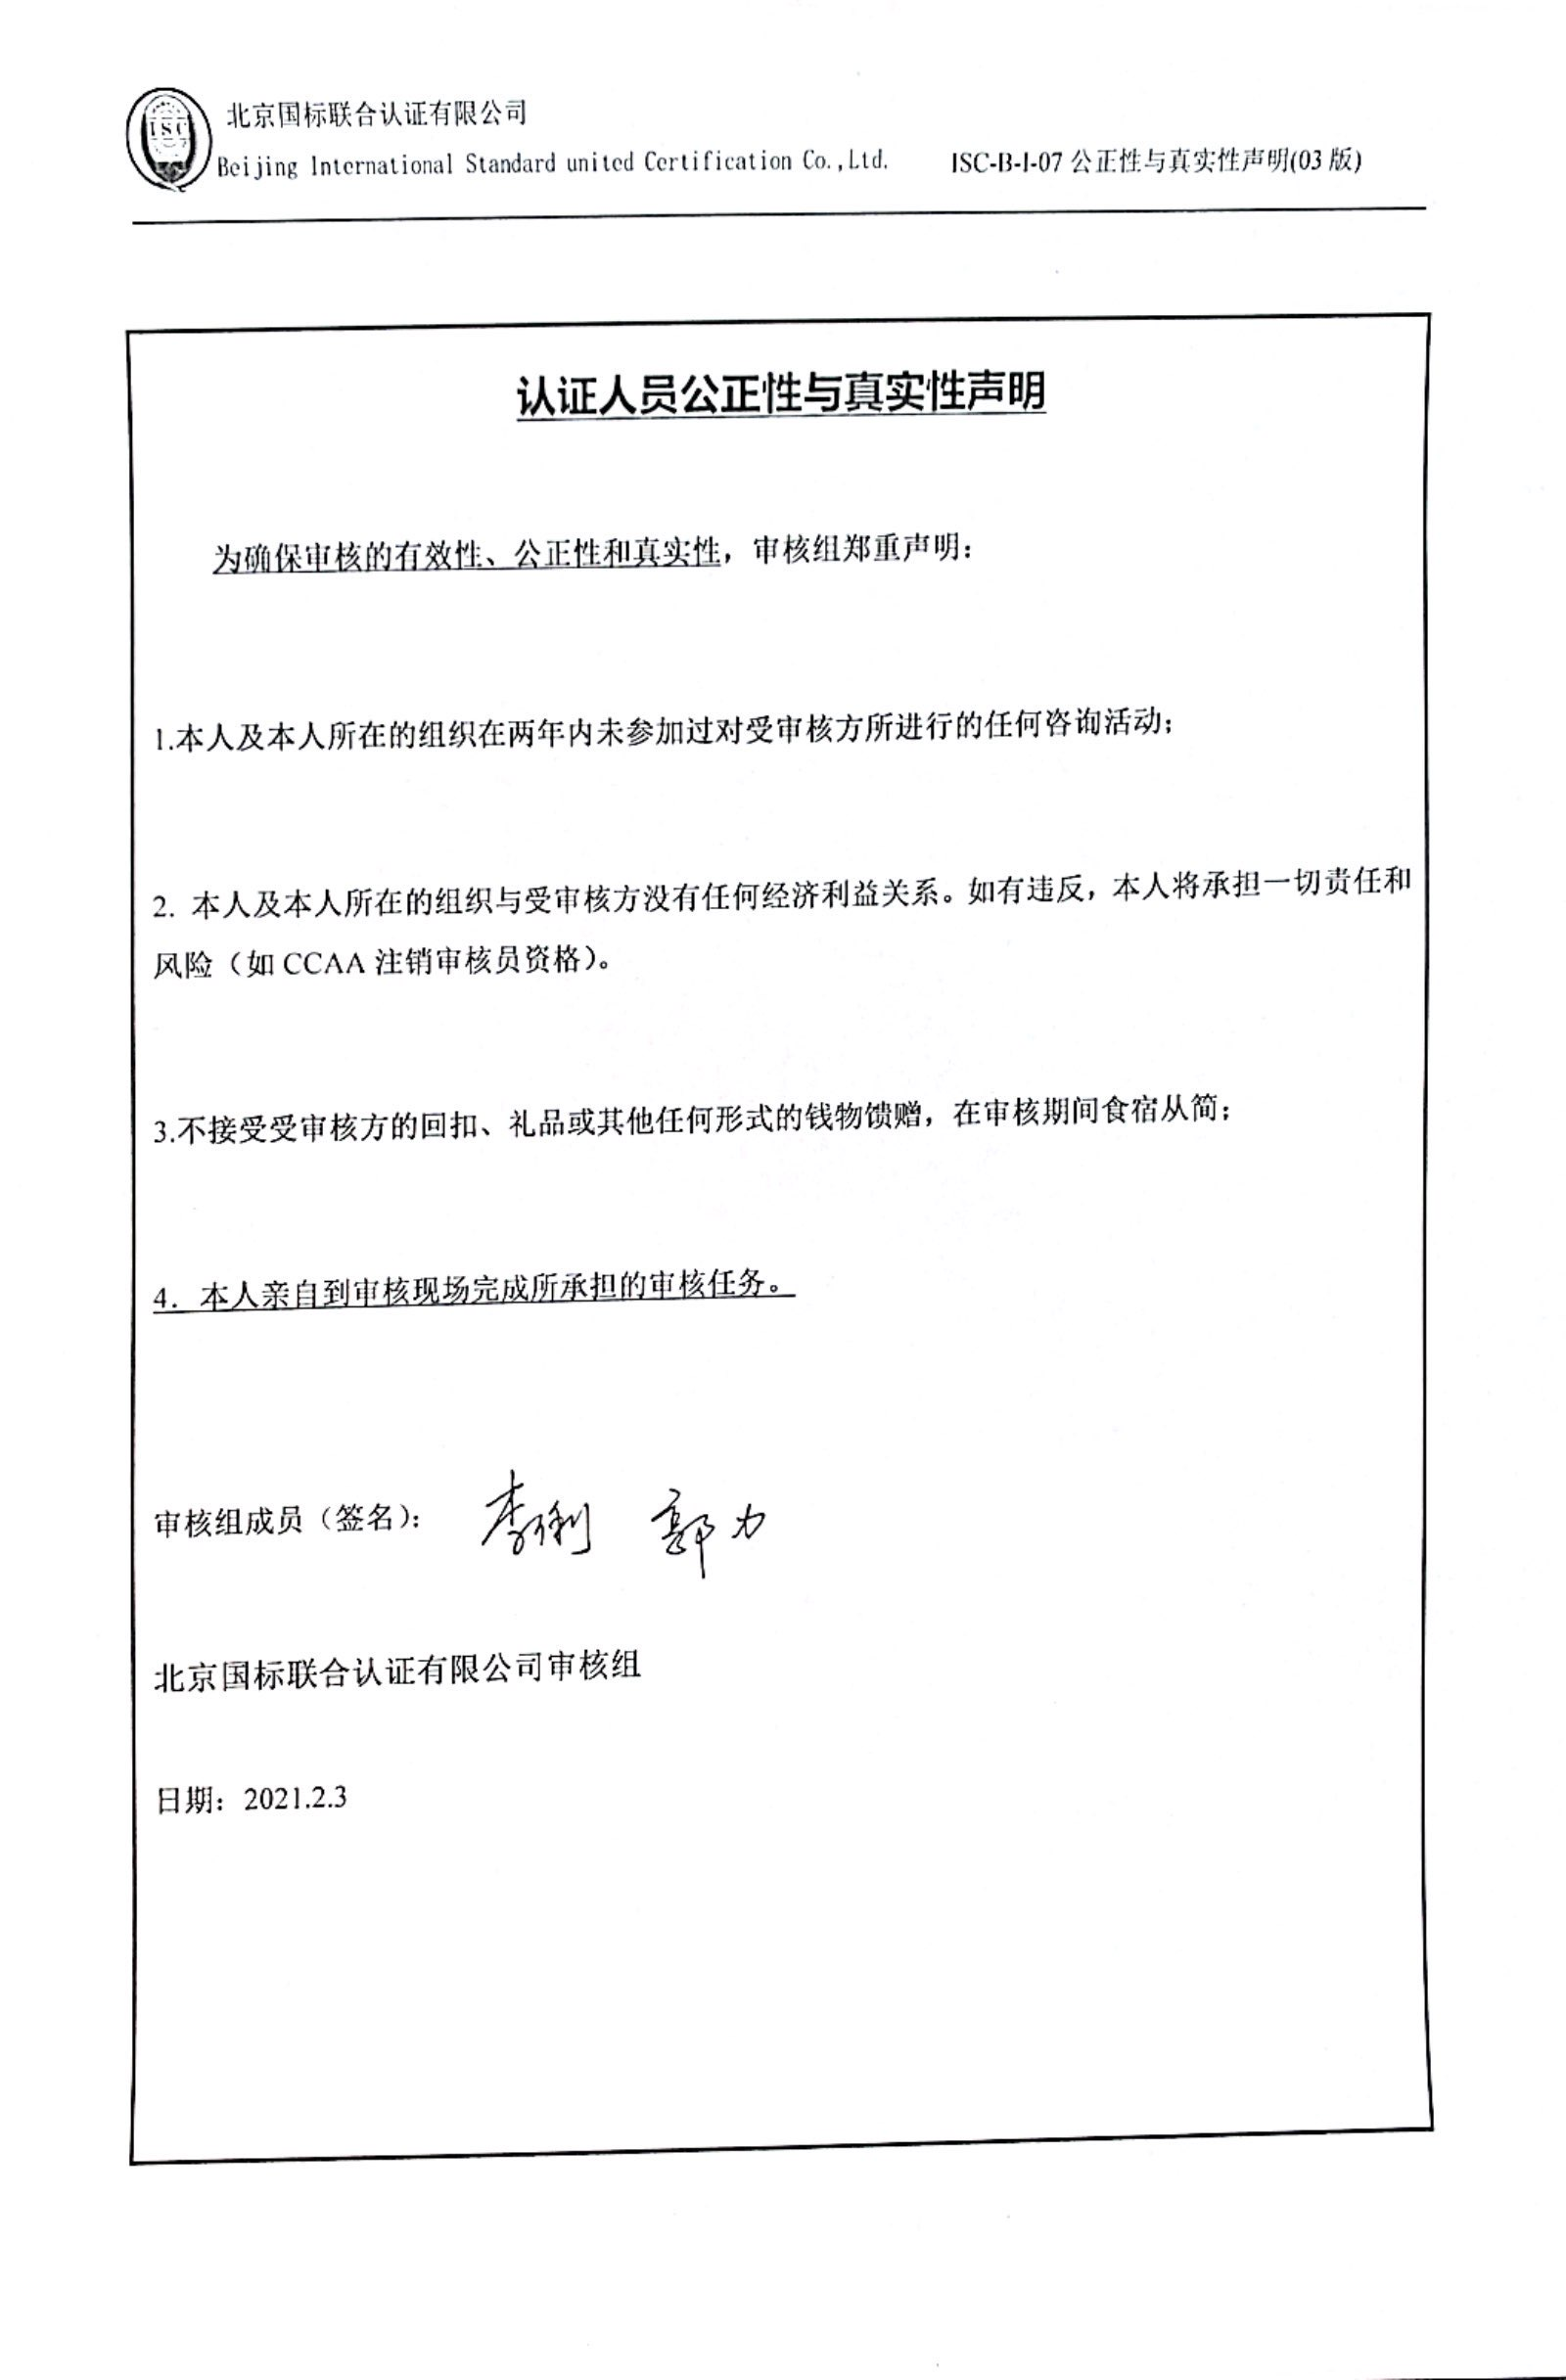 ISC
北京国标联合认证有限公司
Beijing International Standard united Certification Co.,Ltd. ISC-B-I-07 公正性与真实性声明(03 版)
认证人员公正性与真实性声明
为确保审核的有效性、公正性和真实性，审核组郑重声明：
1.本人及本人所在的组织在两年内未参加过对受审核方所进行的任何咨询活动；
2. 本人及本人所在的组织与受审核方没有任何经济利益关系。如有违反，本人将承担一切责任和
风险（如 CCAA 注销审核员资格）。
3.不接受受审核方的回扣、礼品或其他任何形式的钱物馈赠，在审核期间食宿从简；
4．本人亲自到审核现场完成所承担的审核任务。
审核组成员（签名）： 李俐 郭力
北京国标联合认证有限公司审核组
日期：2021.2.3